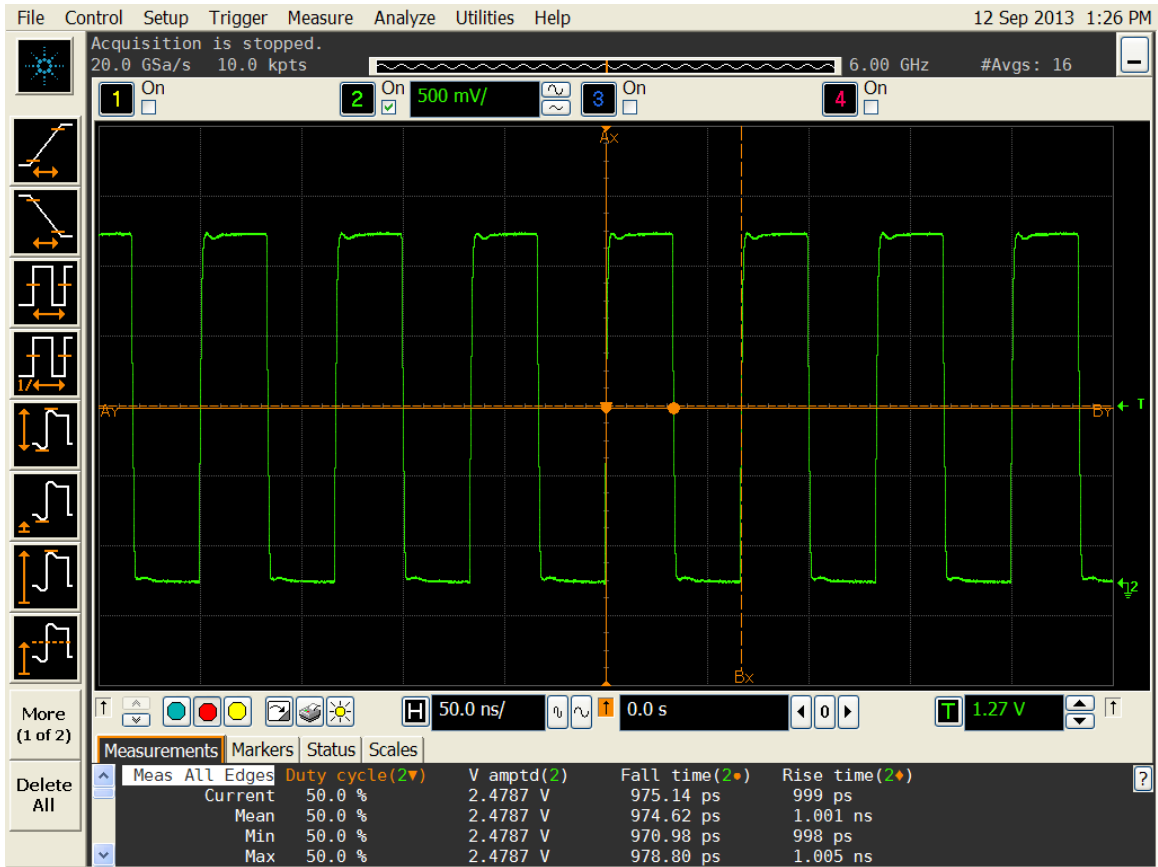 File Control Setup Trigger Measure Analyze Utilities Help 12 Sep 2013 1:26 PM
Acquisition is stopped.
20.0 GSa/s 10.0 kpts 6.00 GHz #Avgs: 16
1 On 2 On 500 mV/ 3 On 4 On
Ax
1/
AY BY T
2
Bx
More
(1 of 2)
Delete
All
H 50.0 ns/ 0.0 s 0 T 1.27 V
Measurements Markers Status Scales
Meas All Edges Duty cycle(2▼) V amptd(2) Fall time(2●) Rise time(2♦) ?
Current 50.0 % 2.4787 V 975.14 ps 999 ps
Mean 50.0 % 2.4787 V 974.62 ps 1.001 ns
Min 50.0 % 2.4787 V 970.98 ps 998 ps
Max 50.0 % 2.4787 V 978.80 ps 1.005 ns